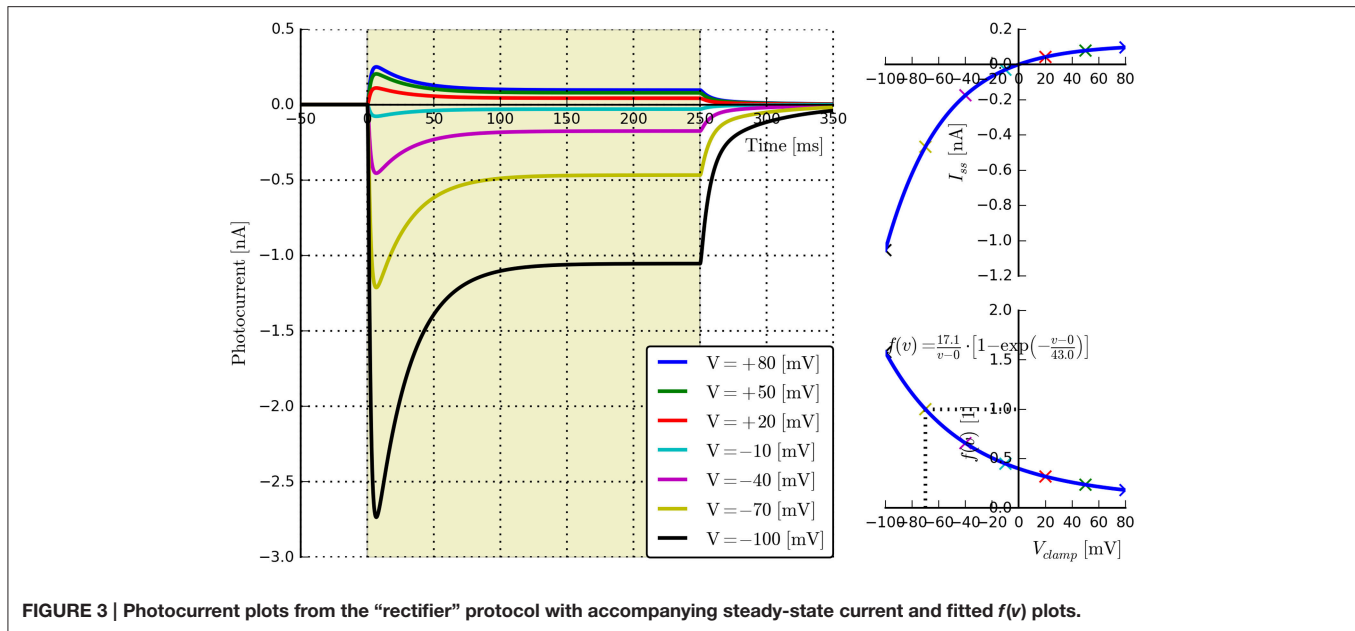 0.5
0.0
−0.5
−1.0
−1.5
−2.0
−2.5
−3.0
Photocurrent [nA]
−50 0 50 100 150 200 250 300 350
Time [ms]
V = +80 [mV]
V = +50 [mV]
V = +20 [mV]
V = −10 [mV]
V = −40 [mV]
V = −70 [mV]
V = −100 [mV]
0.2
0.0
−0.2
−0.4
−0.6
−0.8
−1.0
−1.2
I_ss [nA]
−100 −80 −60 −40 −20 0 20 40 60 80
2.0
1.5
1.0
0.5
0.0
f(v) = 17.1/(v−0) · [1−exp(−(v−0)/43.0)]
f(v) [1]
−100 −80 −60 −40 −20 0 20 40 60 80
V_clamp [mV]
FIGURE 3 | Photocurrent plots from the “rectifier” protocol with accompanying steady-state current and fitted f(v) plots.